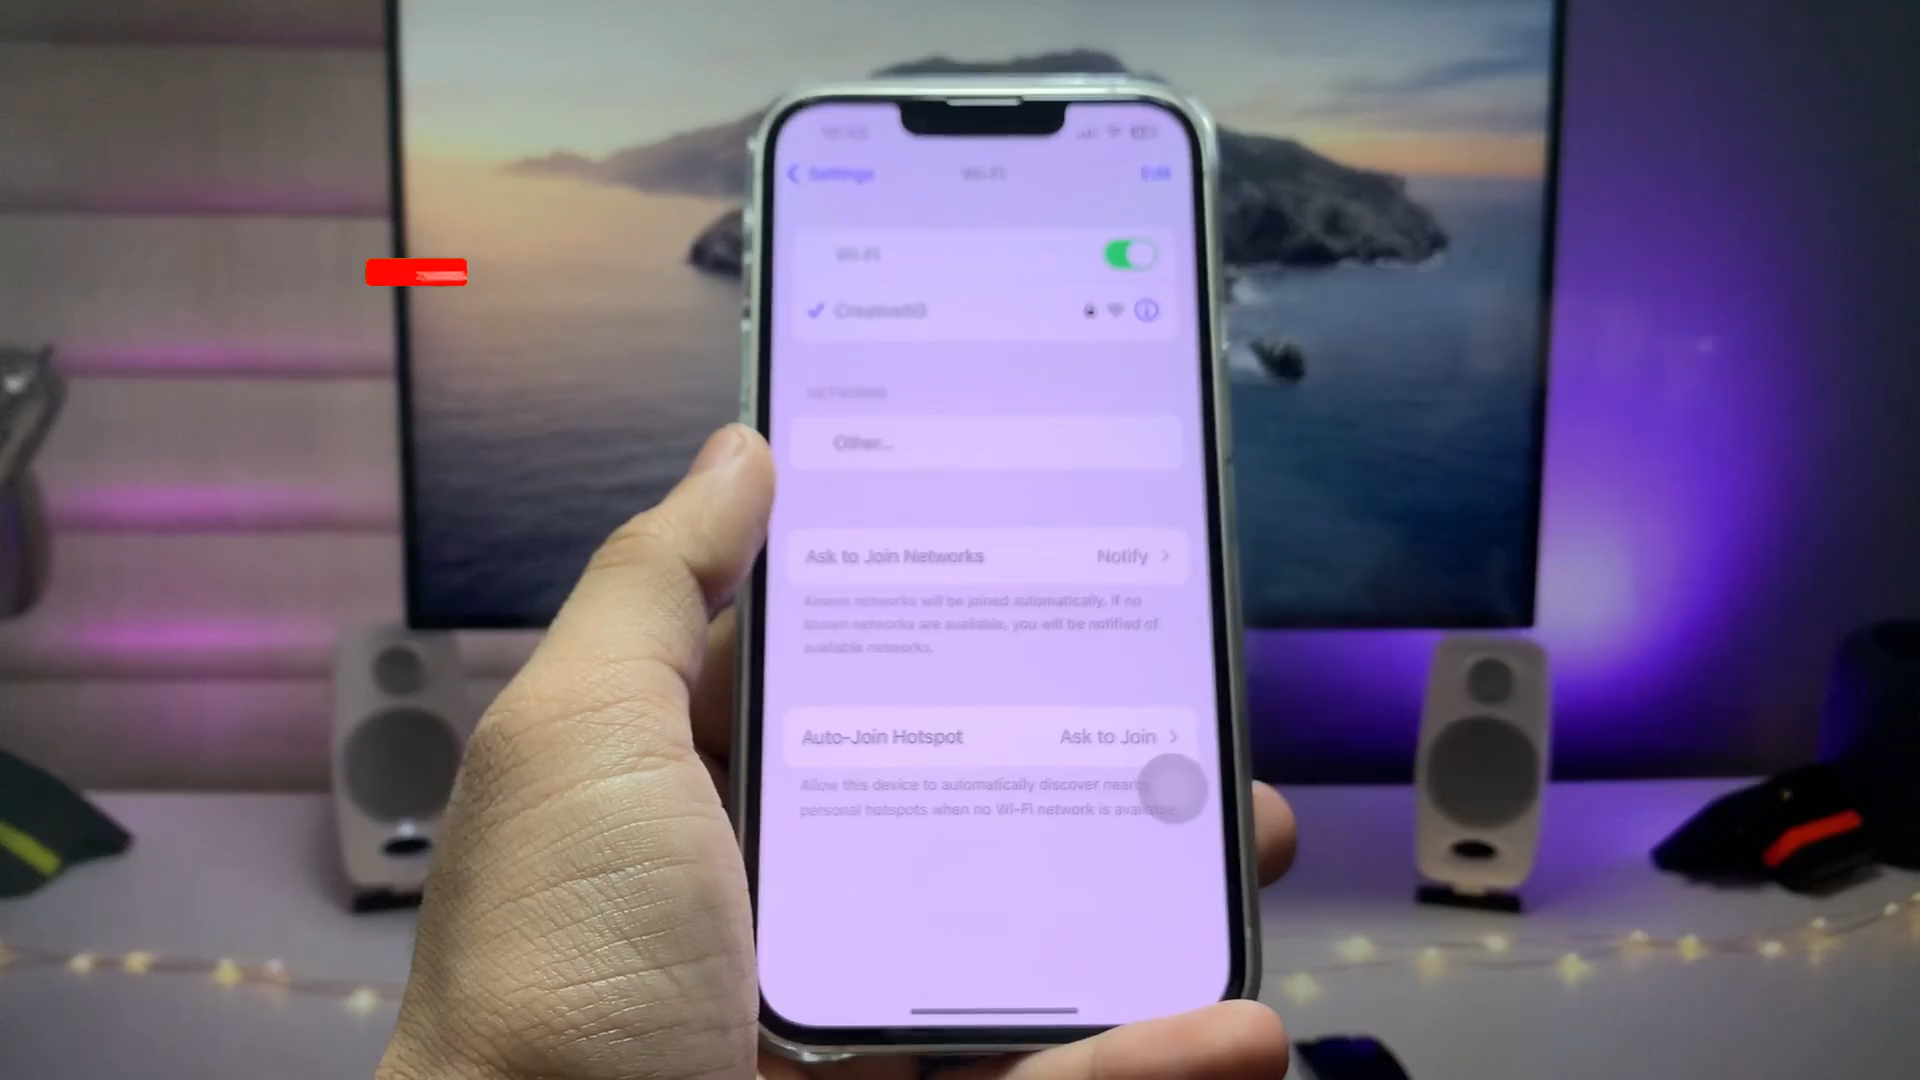 Settings
Wi-Fi
Edit
Wi-Fi
Other...
Ask to Join Networks
Notify
Known networks will be joined automatically. If no
known networks are available, you will be notified of
available networks.
Auto-Join Hotspot
Ask to Join
Allow this device to automatically discover
personal hotspots when no Wi-Fi network is available.